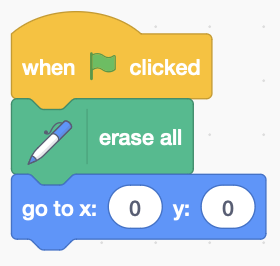 when clicked
erase all
go to x: 0 y: 0